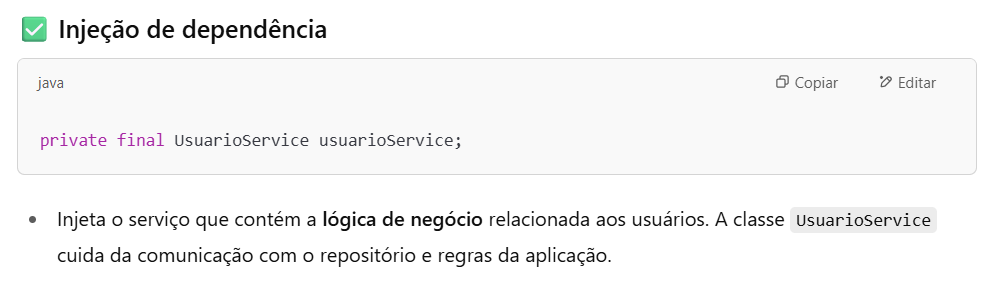 ✅ Injeção de dependência
java Copiar Editar
private final UsuarioService usuarioService;
• Injeta o serviço que contém a lógica de negócio relacionada aos usuários. A classe UsuarioService
cuida da comunicação com o repositório e regras da aplicação.